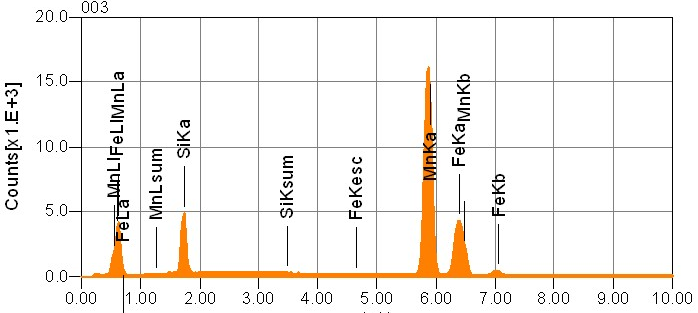 003
Counts[x1.E+3]
20.0
15.0
10.0
5.0
0.0
MnLl
FeLl
MnLa
FeLa
MnLsum
SiKa
SiKsum
FeKesc
MnKa
FeKa
MnKb
FeKb
0.00 1.00 2.00 3.00 4.00 5.00 6.00 7.00 8.00 9.00 10.00